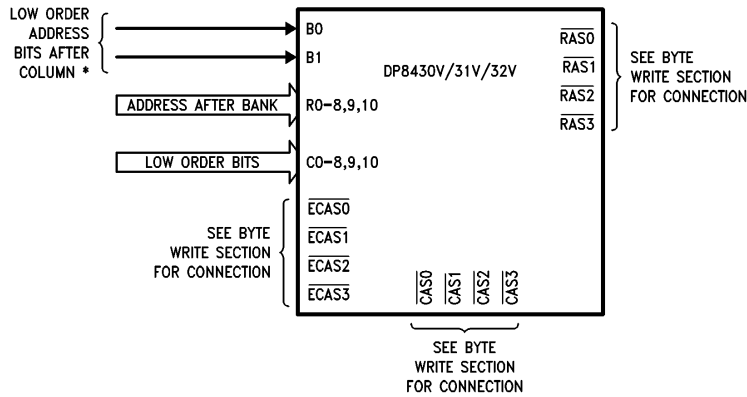 LOW ORDER
ADDRESS
BITS AFTER
COLUMN *
B0
B1
ADDRESS AFTER BANK
R0-8,9,10
LOW ORDER BITS
C0-8,9,10
DP8430V/31V/32V
RAS0
RAS1
RAS2
RAS3
SEE BYTE
WRITE SECTION
FOR CONNECTION
SEE BYTE
WRITE SECTION
FOR CONNECTION
ECAS0
ECAS1
ECAS2
ECAS3
CAS0
CAS1
CAS2
CAS3
SEE BYTE
WRITE SECTION
FOR CONNECTION